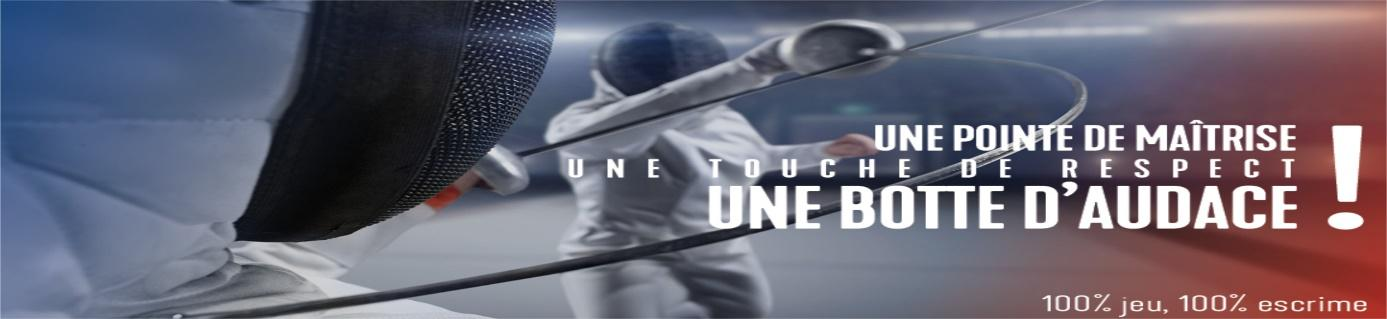 UNE POINTE DE MAÎTRISE
UNE TOUCHE DE RESPECT
UNE BOTTE D'AUDACE !
100% jeu, 100% escrime